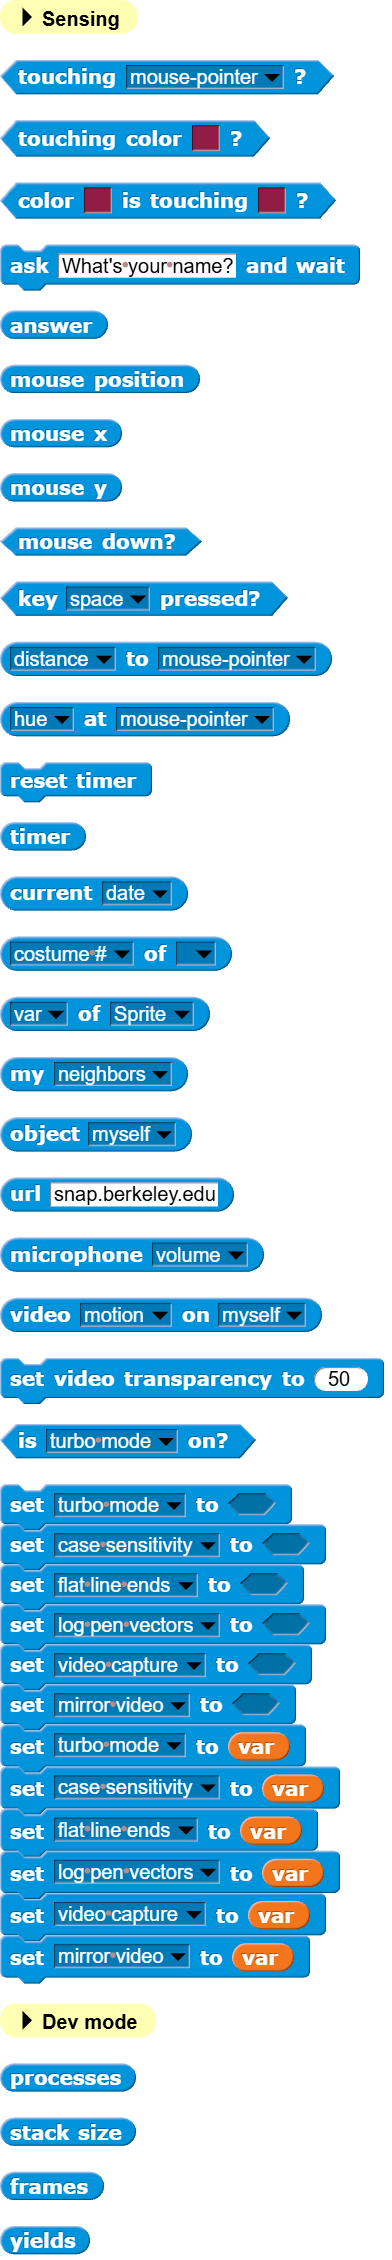 Sensing
touching mouse-pointer ?
touching color ?
color is touching ?
ask What's your name? and wait
answer
mouse position
mouse x
mouse y
mouse down?
key space pressed?
distance to mouse-pointer
hue at mouse-pointer
reset timer
timer
current date
costume # of
var of Sprite
my neighbors
object myself
url snap.berkeley.edu
microphone volume
video motion on myself
set video transparency to 50
is turbo mode on?
set turbo mode to
set case sensitivity to
set flat line ends to
set log pen vectors to
set video capture to
set mirror video to
set turbo mode to var
set case sensitivity to var
set flat line ends to var
set log pen vectors to var
set video capture to var
set mirror video to var
Dev mode
processes
stack size
frames
yields